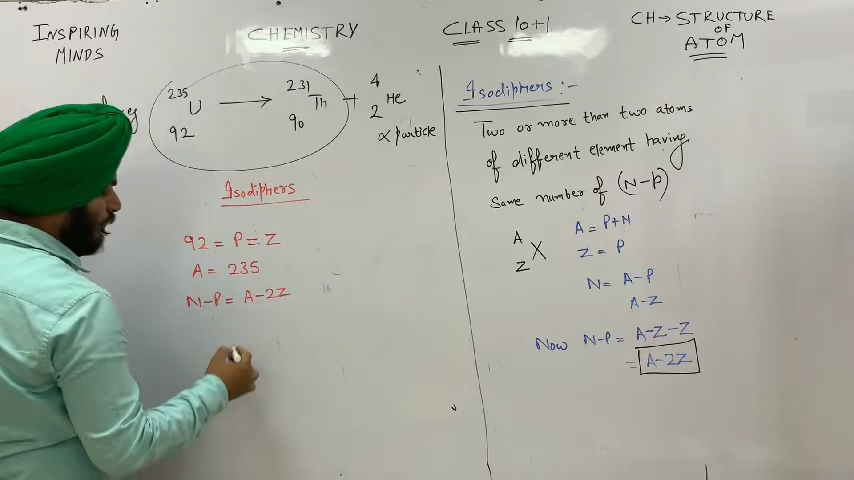 INSPIRING
MINDS
CHEMISTRY
CLASS 10+1
CH→ STRUCTURE
OF
ATOM
235 U 92 → 231 Th 90 + 4 He 2
α particle
Isodiphers
92 = P = Z
A = 235
N-P = A-2Z
Isodiphers :-
Two or more than two atoms
of different element having
Same number of (N-P)
A Z X
A = P+N
Z = P
N = A-P
A-Z
Now N-P = A-Z-Z
= A-2Z